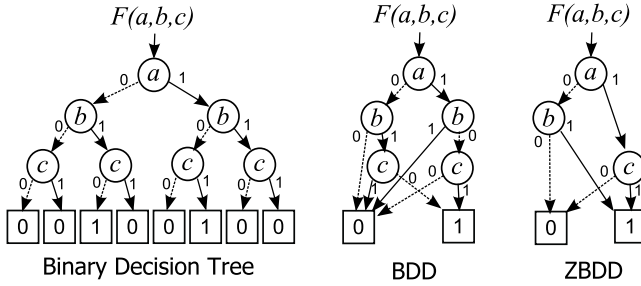 F(a,b,c) F(a,b,c) F(a,b,c)
0 a 1 a a
0 b 1 0 b 1 0 1 b b 0 1 b
0 1 1 0
0 c 1 0 c 1 0 c 1 0 c 1 c 0 0 c 0 c
1 1 1
0 0 1 0 0 1 0 0 0 1 0 1
Binary Decision Tree BDD ZBDD